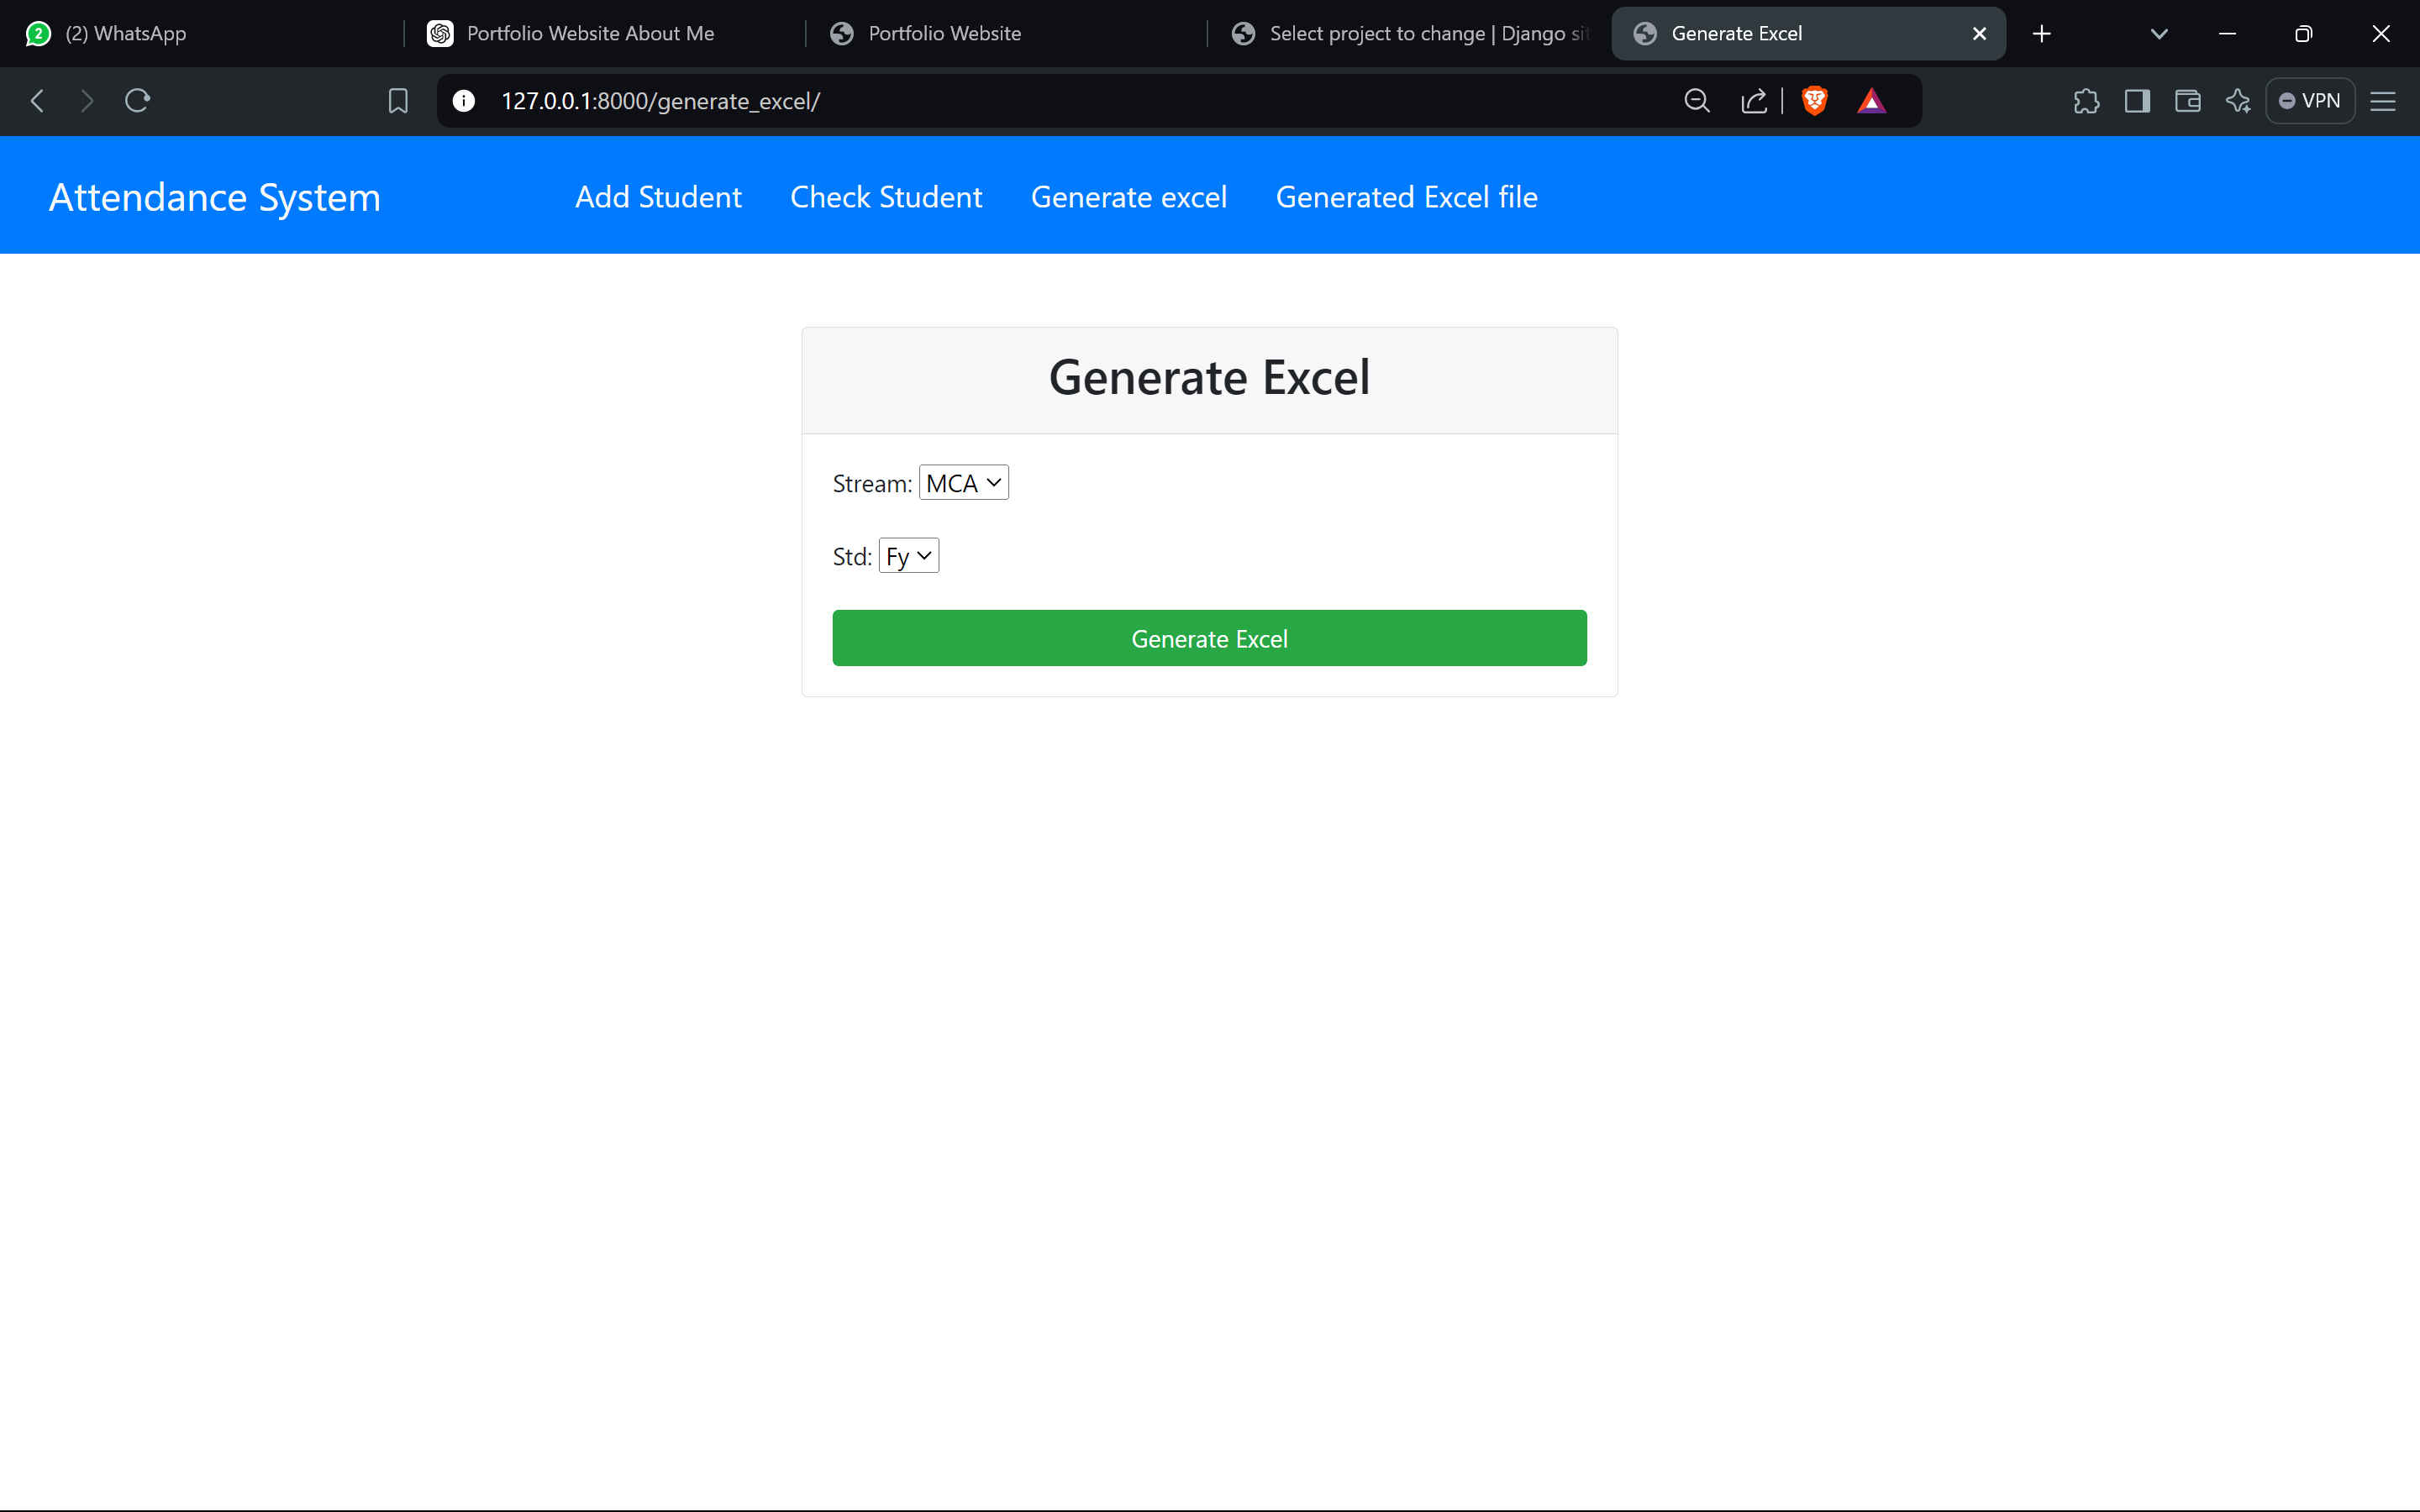 2 (2) WhatsApp Portfolio Website About Me Portfolio Website Select project to change | Django sit Generate Excel
127.0.0.1:8000/generate_excel/ VPN
Attendance System Add Student Check Student Generate excel Generated Excel file
Generate Excel
Stream: MCA
Std: Fy
Generate Excel